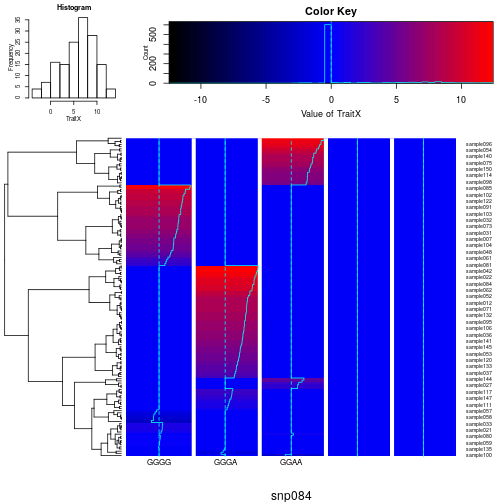 Histogram
Frequency
0 5 10 15 20 25 30 35
0 5 10
TraitX
Color Key
Count
0 200 500
-10 -5 0 5 10
Value of TraitX
sample096
sample054
sample140
sample075
sample150
sample114
sample098
sample085
sample102
sample122
sample091
sample103
sample032
sample073
sample031
sample007
sample104
sample048
sample061
sample081
sample042
sample022
sample084
sample062
sample052
sample012
sample071
sample132
sample095
sample106
sample036
sample141
sample145
sample053
sample120
sample133
sample037
sample144
sample027
sample117
sample147
sample111
sample057
sample058
sample033
sample021
sample080
sample059
sample135
sample100
GGGG GGGA GGAA
snp084